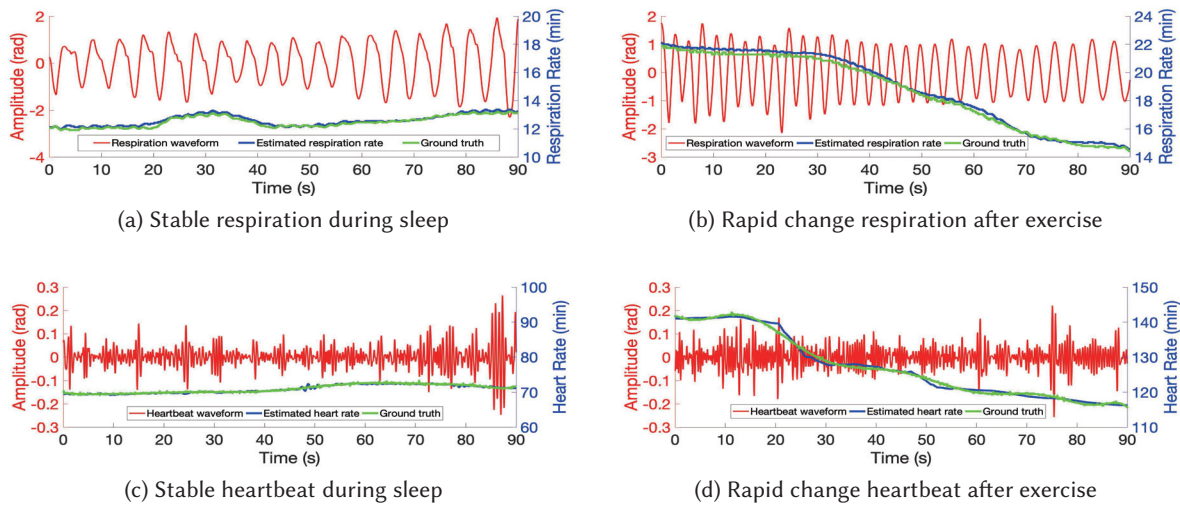 2
1
0
-1
-2
-3
-4
Amplitude (rad)
20
18
16
14
12
10
Respiration Rate (min)
Respiration waveform Estimated respiration rate Ground truth
0 10 20 30 40 50 60 70 80 90
Time (s)
(a) Stable respiration during sleep
2
1
0
-1
-2
-3
Amplitude (rad)
24
22
20
18
16
14
Respiration Rate (min)
Respiration waveform Estimated respiration rate Ground truth
0 10 20 30 40 50 60 70 80 90
Time (s)
(b) Rapid change respiration after exercise
0.3
0.2
0.1
0
-0.1
-0.2
-0.3
Amplitude (rad)
100
90
80
70
60
Heart Rate (min)
Heartbeat waveform Estimated heart rate Ground truth
0 10 20 30 40 50 60 70 80 90
Time (s)
(c) Stable heartbeat during sleep
0.3
0.2
0.1
0
-0.1
-0.2
-0.3
Amplitude (rad)
150
140
130
120
110
Heart Rate (min)
Heartbeat waveform Estimated heart rate Ground truth
0 10 20 30 40 50 60 70 80 90
Time (s)
(d) Rapid change heartbeat after exercise